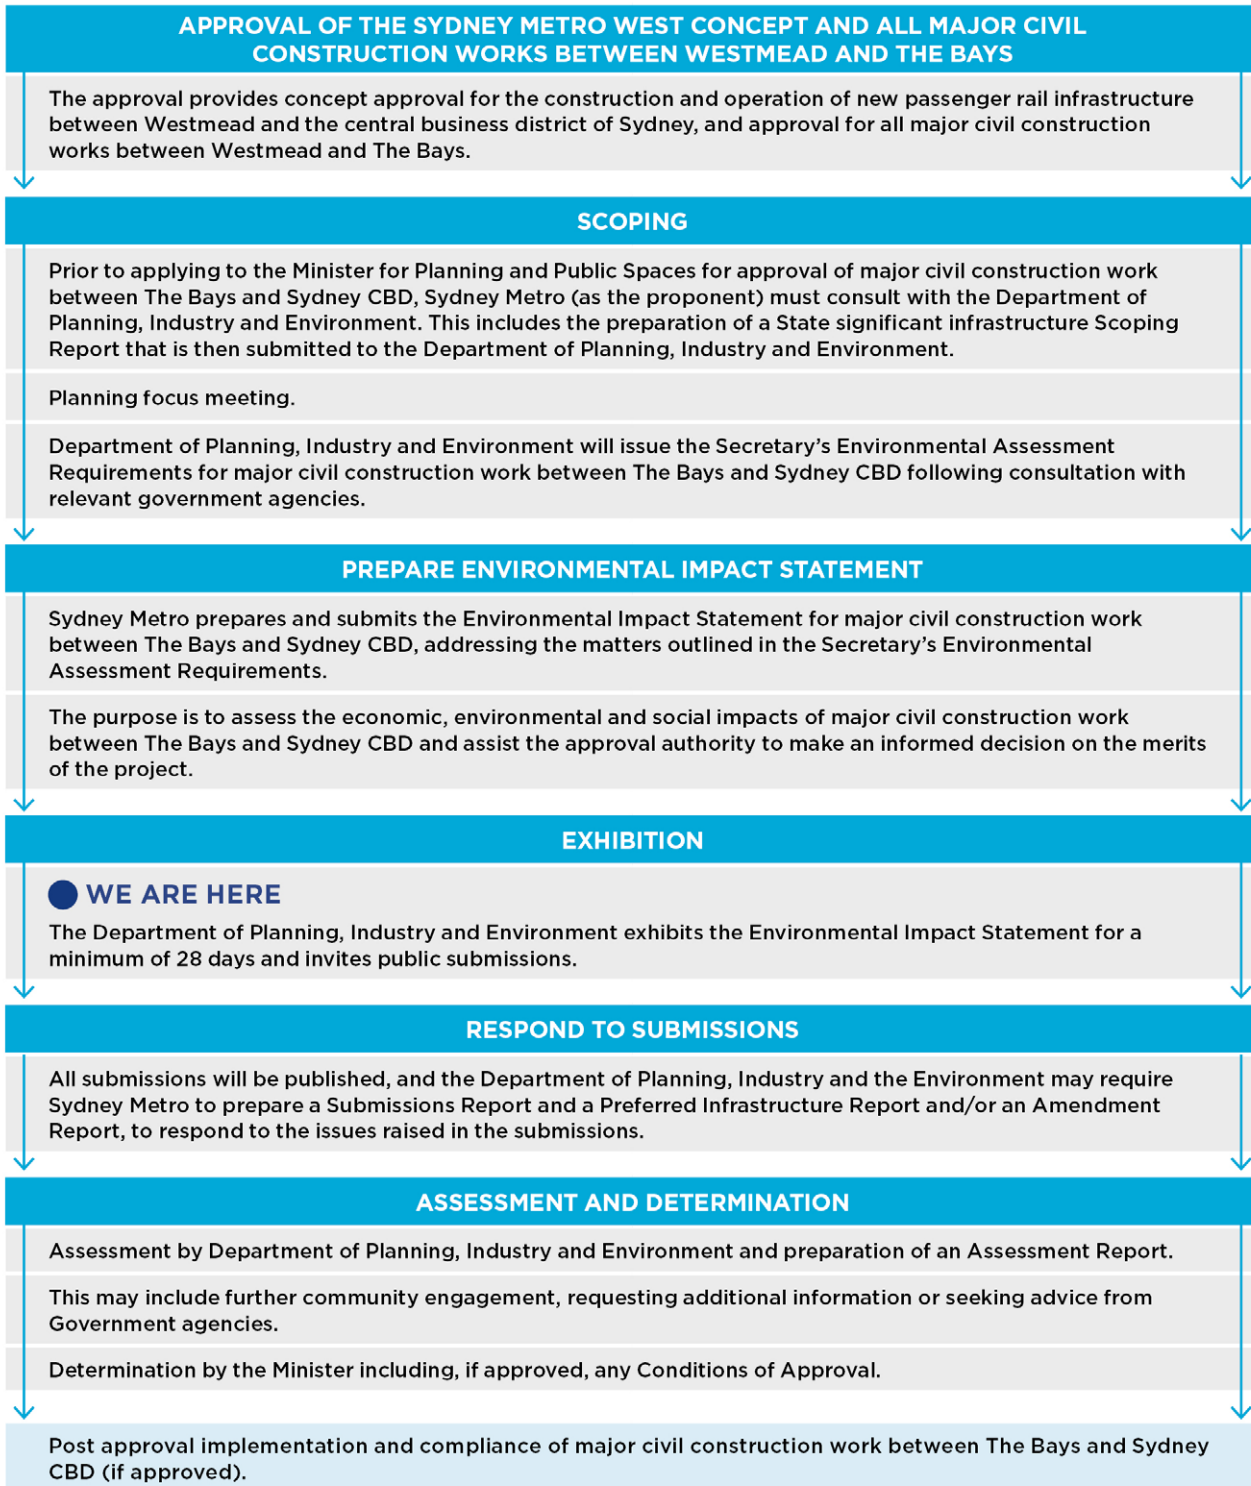 APPROVAL OF THE SYDNEY METRO WEST CONCEPT AND ALL MAJOR CIVIL
CONSTRUCTION WORKS BETWEEN WESTMEAD AND THE BAYS
The approval provides concept approval for the construction and operation of new passenger rail infrastructure
between Westmead and the central business district of Sydney, and approval for all major civil construction
works between Westmead and The Bays.
SCOPING
Prior to applying to the Minister for Planning and Public Spaces for approval of major civil construction work
between The Bays and Sydney CBD, Sydney Metro (as the proponent) must consult with the Department of
Planning, Industry and Environment. This includes the preparation of a State significant infrastructure Scoping
Report that is then submitted to the Department of Planning, Industry and Environment.
Planning focus meeting.
Department of Planning, Industry and Environment will issue the Secretary’s Environmental Assessment
Requirements for major civil construction work between The Bays and Sydney CBD following consultation with
relevant government agencies.
PREPARE ENVIRONMENTAL IMPACT STATEMENT
Sydney Metro prepares and submits the Environmental Impact Statement for major civil construction work
between The Bays and Sydney CBD, addressing the matters outlined in the Secretary’s Environmental
Assessment Requirements.
The purpose is to assess the economic, environmental and social impacts of major civil construction work
between The Bays and Sydney CBD and assist the approval authority to make an informed decision on the merits
of the project.
EXHIBITION
WE ARE HERE
The Department of Planning, Industry and Environment exhibits the Environmental Impact Statement for a
minimum of 28 days and invites public submissions.
RESPOND TO SUBMISSIONS
All submissions will be published, and the Department of Planning, Industry and the Environment may require
Sydney Metro to prepare a Submissions Report and a Preferred Infrastructure Report and/or an Amendment
Report, to respond to the issues raised in the submissions.
ASSESSMENT AND DETERMINATION
Assessment by Department of Planning, Industry and Environment and preparation of an Assessment Report.
This may include further community engagement, requesting additional information or seeking advice from
Government agencies.
Determination by the Minister including, if approved, any Conditions of Approval.
Post approval implementation and compliance of major civil construction work between The Bays and Sydney
CBD (if approved).